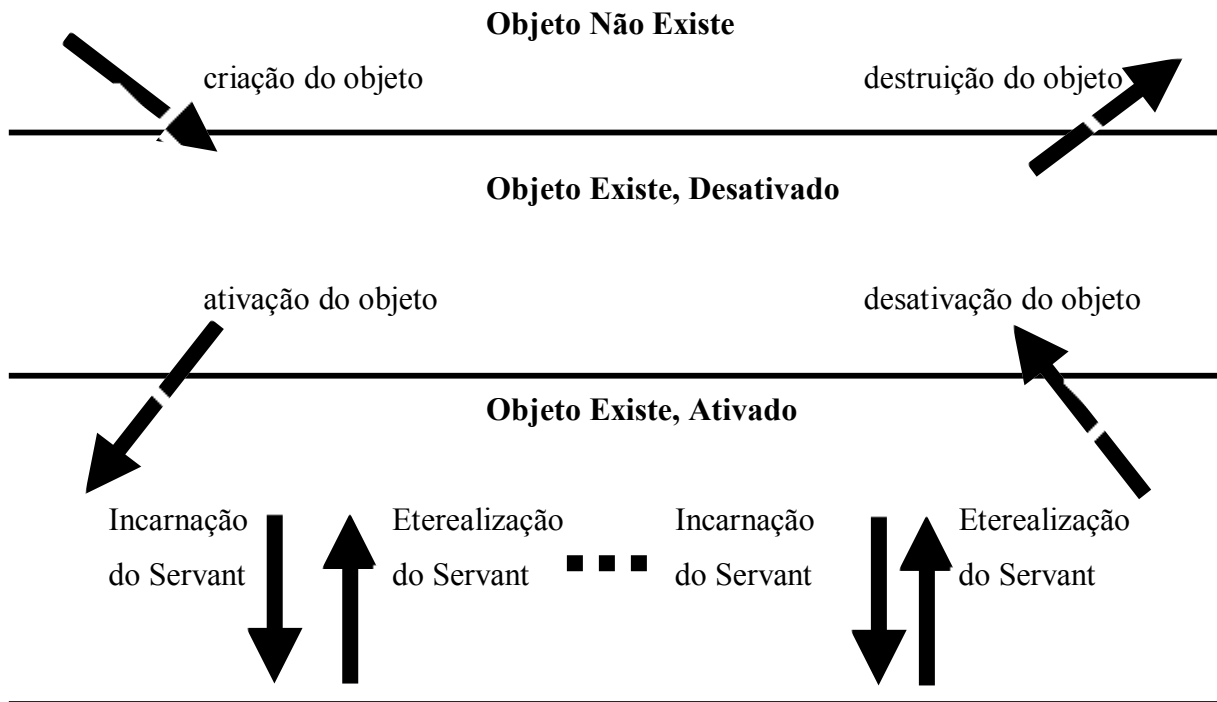 Objeto Não Existe
criação do objeto
destruição do objeto
Objeto Existe, Desativado
ativação do objeto
desativação do objeto
Objeto Existe, Ativado
Incarnação
do Servant
Eterealização
do Servant
Incarnação
do Servant
Eterealização
do Servant